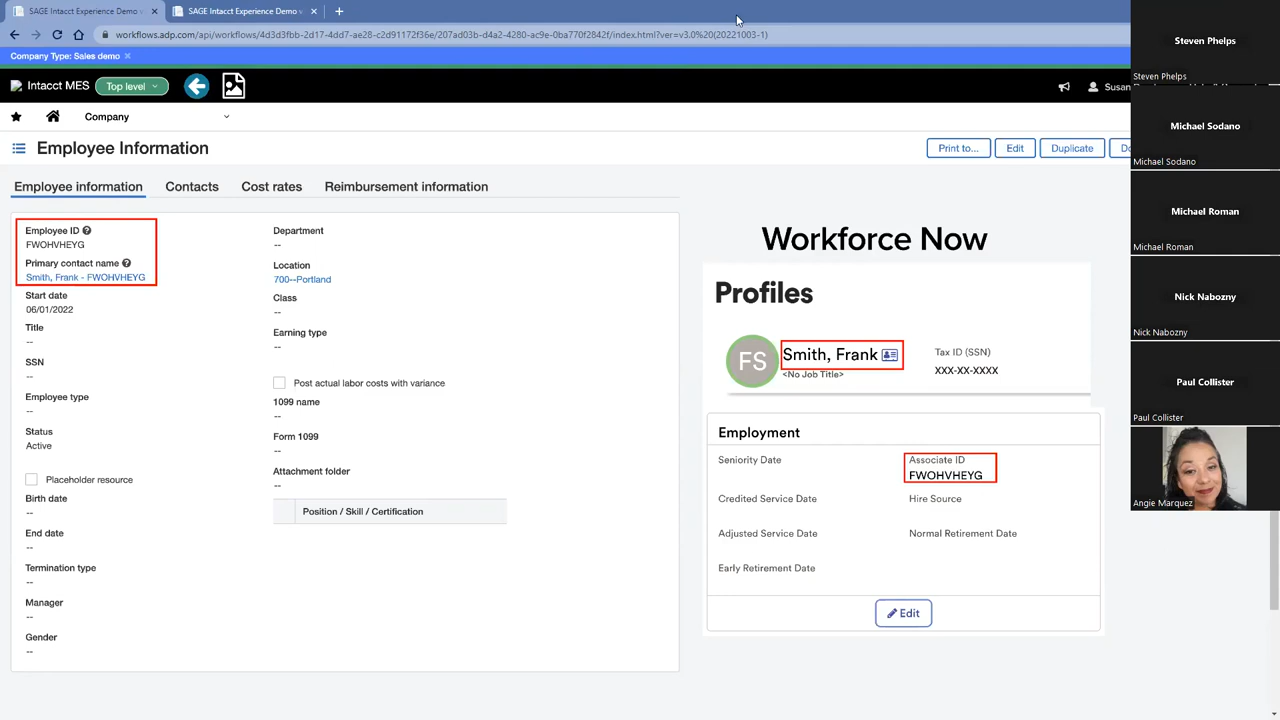 SAGE Intacct Experience Demo v
SAGE Intacct Experience Demo v
workflows.adp.com/api/workflows/4d3d3fbb-2d17-4dd7-ae28-c2d91172f36e/207ad03b-d4a2-4280-ac9e-0ba770f2842f/index.html?ver=v3.0%20(20221003-1)
Company Type: Sales demo
Intacct MES
Top level
Susan
Company
Employee Information
Print to...
Edit
Duplicate
Employee information
Contacts
Cost rates
Reimbursement information
Employee ID
FWOHVHEYG
Primary contact name
Smith, Frank - FWOHVHEYG
Start date
06/01/2022
Title
--
SSN
--
Employee type
--
Status
Active
Placeholder resource
Birth date
--
End date
--
Termination type
--
Manager
--
Gender
--
Department
--
Location
700--Portland
Class
--
Earning type
--
Post actual labor costs with variance
1099 name
--
Form 1099
--
Attachment folder
--
Position / Skill / Certification
Workforce Now
Profiles
FS
Smith, Frank
<No Job Title>
Tax ID (SSN)
XXX-XX-XXXX
Employment
Seniority Date
Associate ID
FWOHVHEYG
Credited Service Date
Hire Source
Adjusted Service Date
Normal Retirement Date
Early Retirement Date
Edit
Steven Phelps
Steven Phelps
Michael Sodano
Michael Sodano
Michael Roman
Michael Roman
Nick Nabozny
Nick Nabozny
Paul Collister
Paul Collister
Angie Marquez